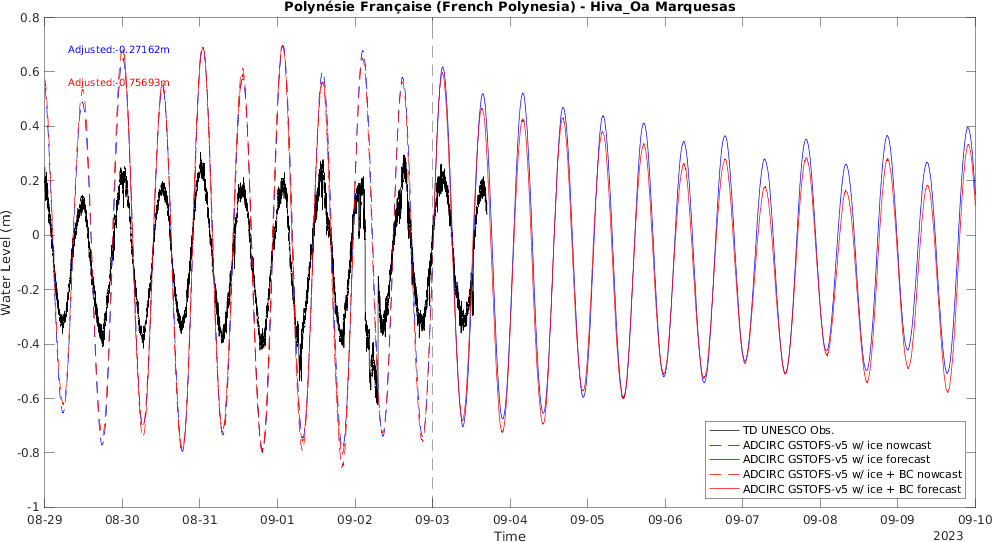 Polynésie Française (French Polynesia) - Hiva_Oa Marquesas
0.8
0.6
0.4
0.2
0
-0.2
-0.4
-0.6
-0.8
-1
Water Level (m)
Adjusted:-0.27162m
Adjusted:-0.75693m
TD UNESCO Obs.
ADCIRC GSTOFS-v5 w/ ice nowcast
ADCIRC GSTOFS-v5 w/ ice forecast
ADCIRC GSTOFS-v5 w/ ice + BC nowcast
ADCIRC GSTOFS-v5 w/ ice + BC forecast
08-29 08-30 08-31 09-01 09-02 09-03 09-04 09-05 09-06 09-07 09-08 09-09 09-10
Time
2023